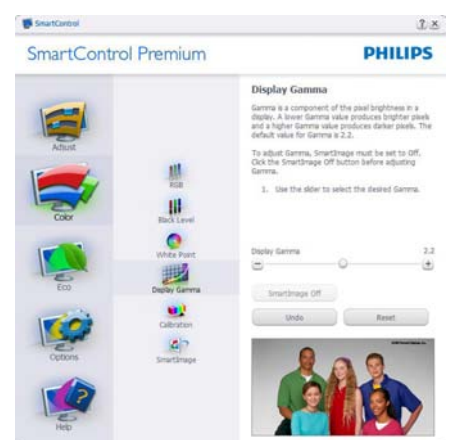 SmartControl
? x
SmartControl Premium
PHILIPS
Adjust
Color
Eco
Options
Help
RGB
Black Level
White Point
Display Gamma
Calibration
SmartImage
Display Gamma
Gamma is a component of the pixel brightness in a
display. A lower Gamma value produces brighter pixels
and a higher Gamma value produces darker pixels. The
default value for Gamma is 2.2.
To adjust Gamma, SmartImage must be set to Off.
Click the SmartImage Off button before adjusting
Gamma.
1. Use the slider to select the desired Gamma.
Display Gamma 2.2
SmartImage Off
Undo
Reset